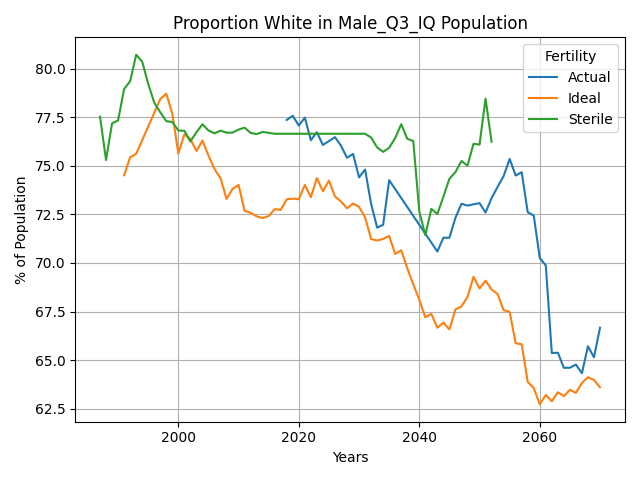 Proportion White in Male_Q3_IQ Population
Fertility
Actual
Ideal
Sterile
% of Population
80.0
77.5
75.0
72.5
70.0
67.5
65.0
62.5
2000
2020
2040
2060
Years